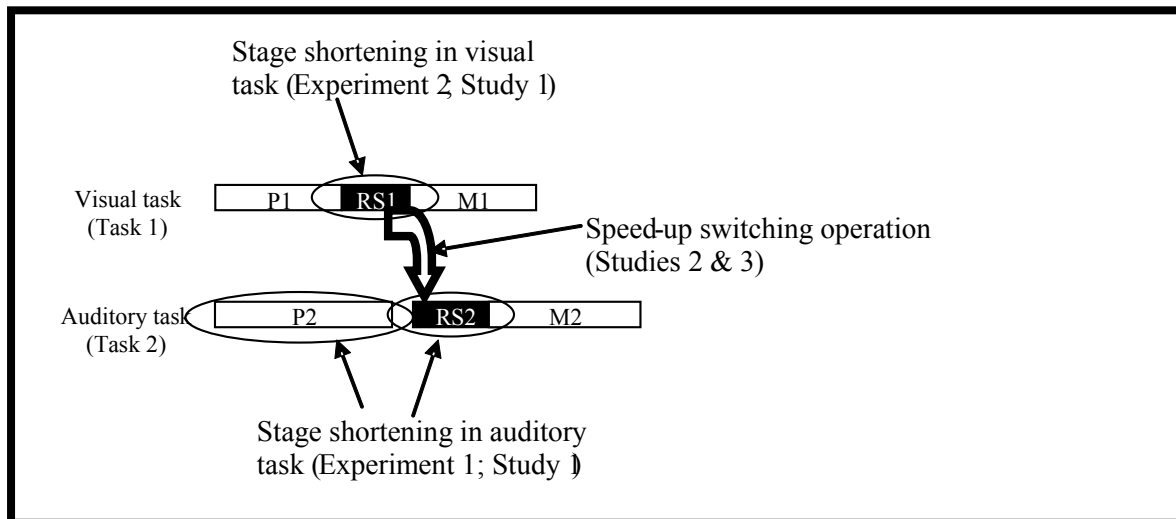 Stage shortening in visual
task (Experiment 2; Study 1)
Visual task
(Task 1)
P1
RS1
M1
Speed-up switching operation
(Studies 2 & 3)
Auditory task
(Task 2)
P2
RS2
M2
Stage shortening in auditory
task (Experiment 1; Study 1)